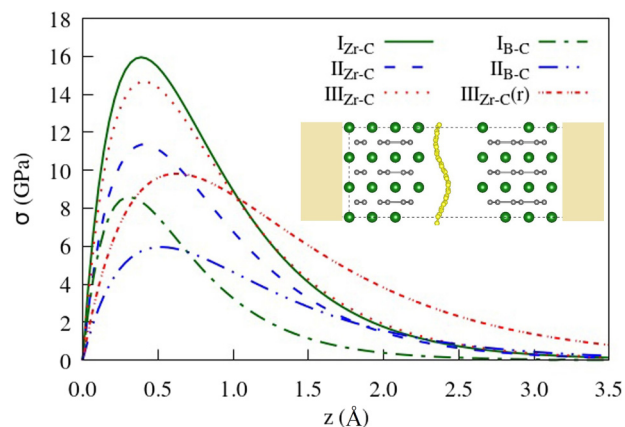 18
16
14
12
10
8
6
4
2
0
σ (GPa)
I_Zr-C I_B-C
II_Zr-C II_B-C
III_Zr-C III_Zr-C(r)
0.0 0.5 1.0 1.5 2.0 2.5 3.0 3.5
z (Å)